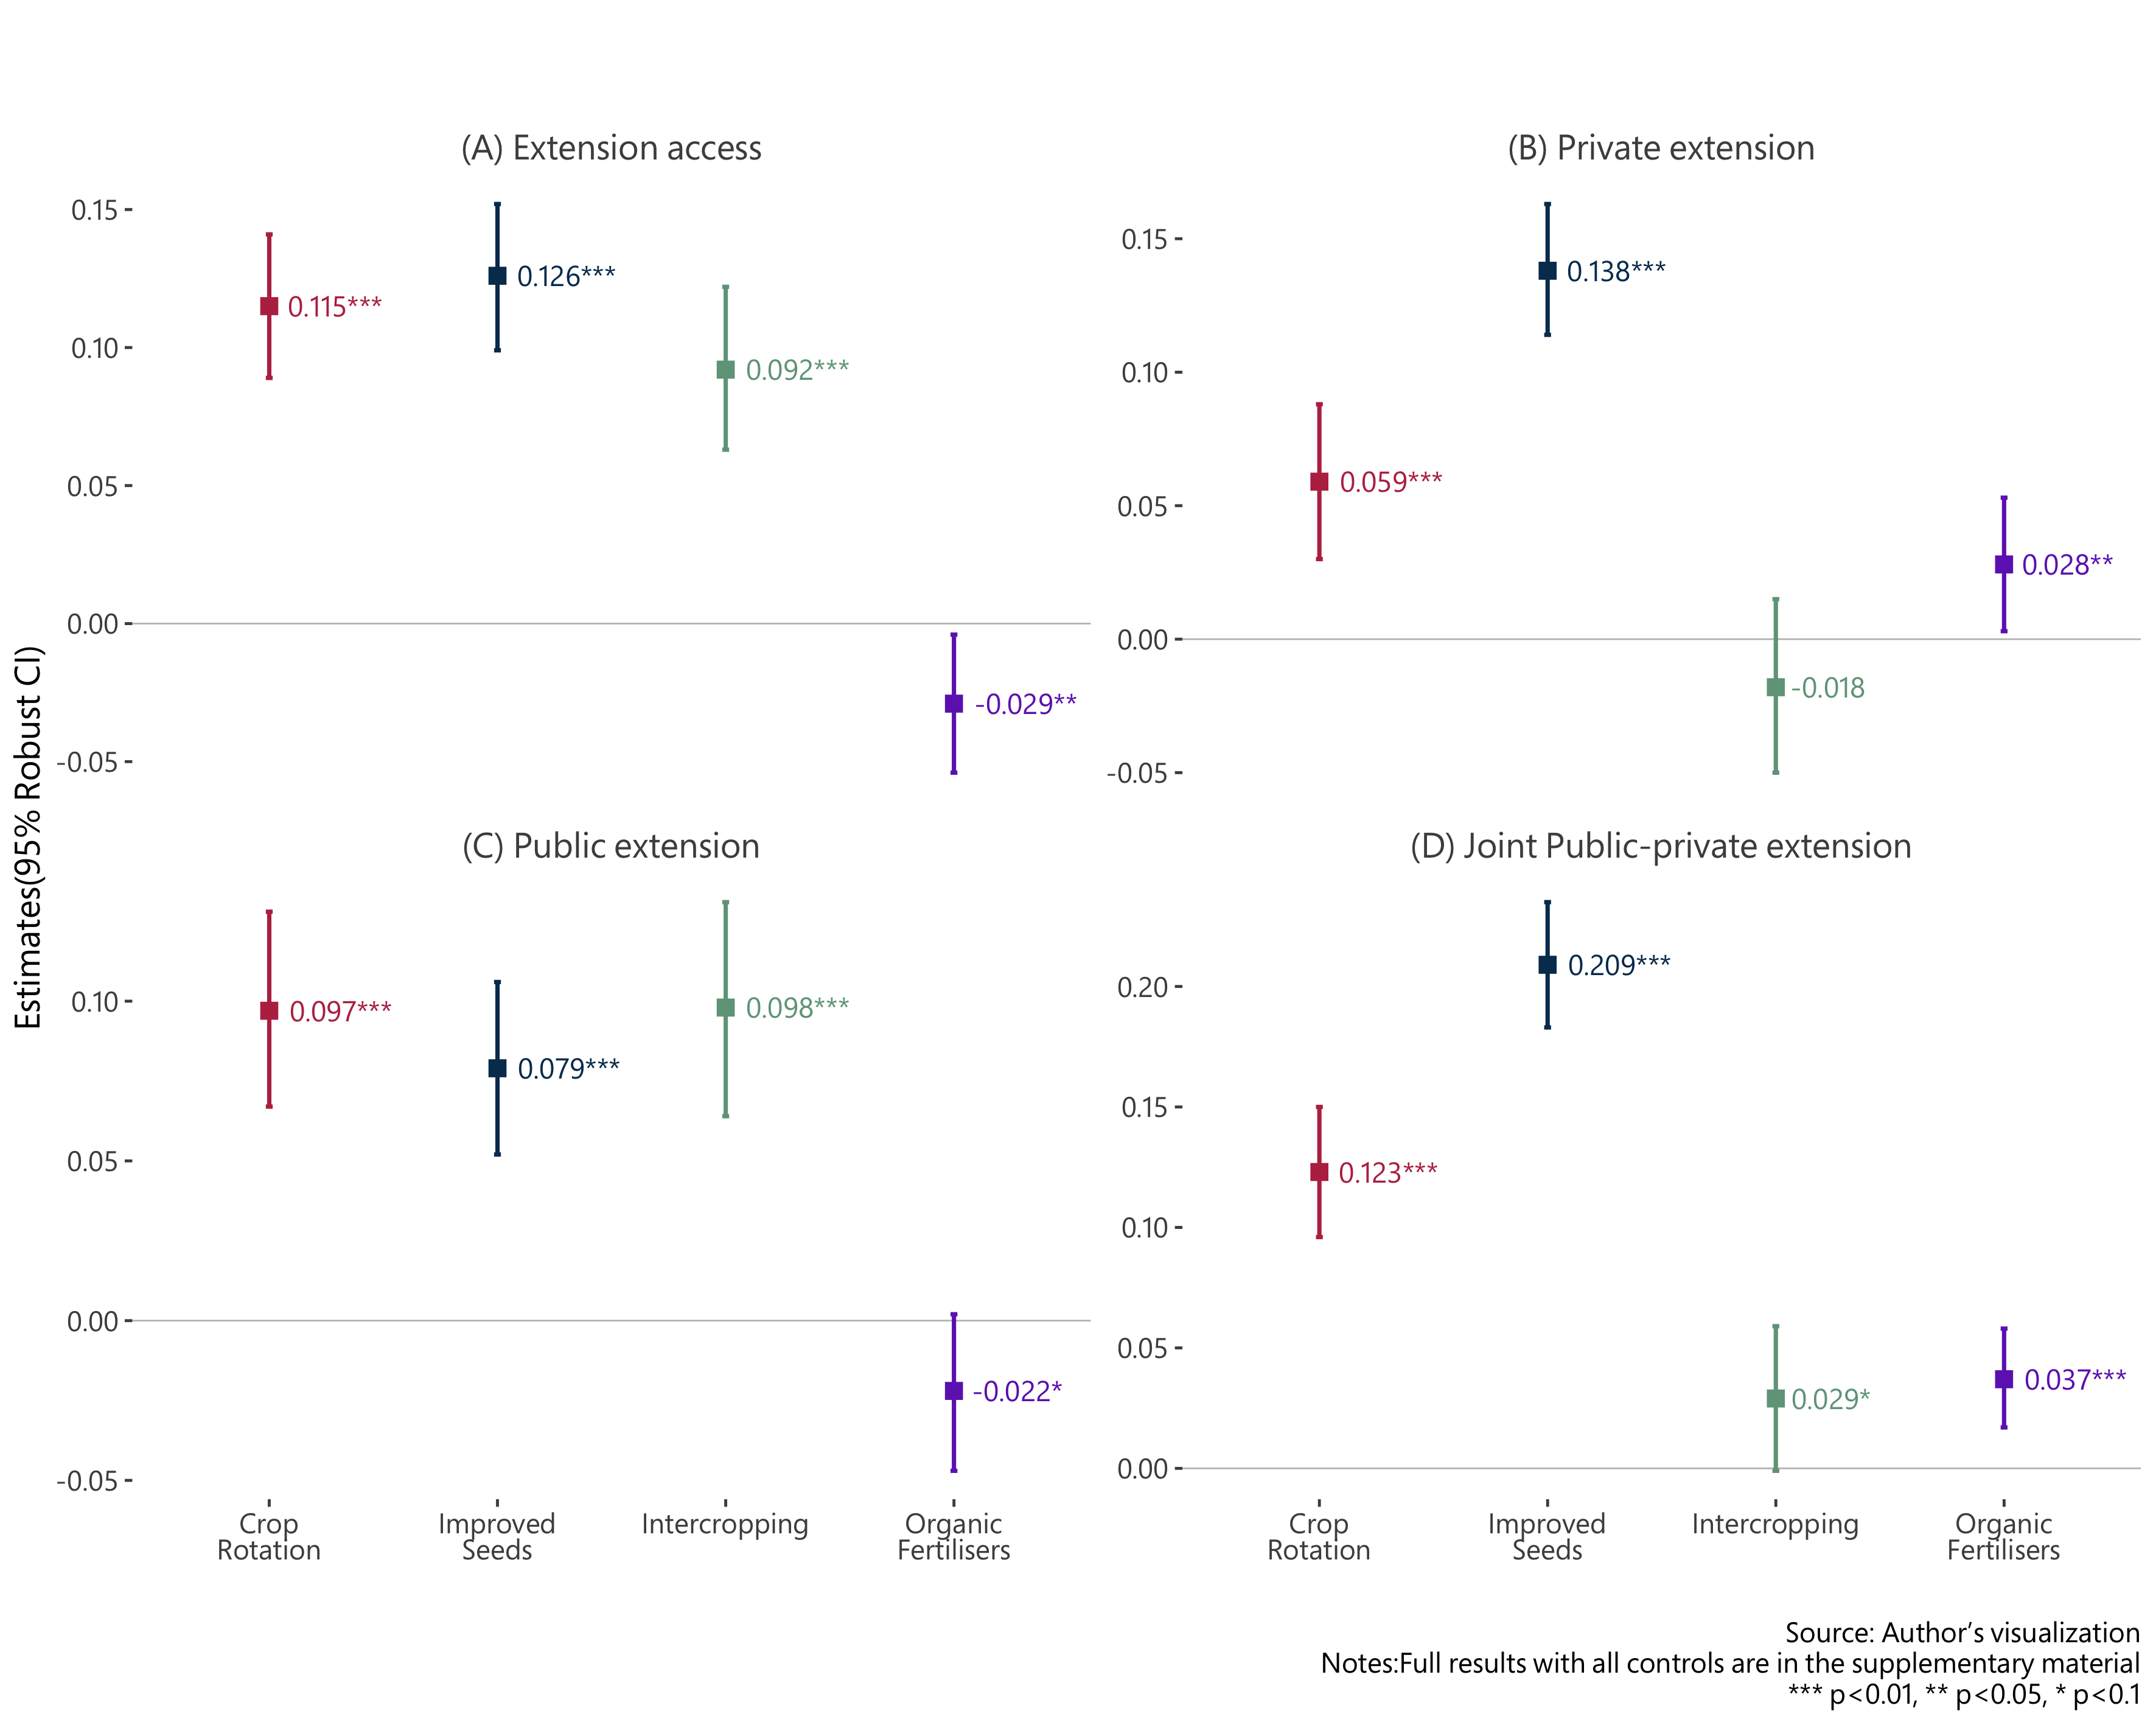 (A) Extension access
(B) Private extension
0.15
0.10
0.05
0.00
-0.05
0.115***
0.126***
0.092***
-0.029**
0.15
0.10
0.05
0.00
-0.05
0.059***
0.138***
-0.018
0.028**
Estimates(95% Robust CI)
(C) Public extension
(D) Joint Public-private extension
0.10
0.05
0.00
-0.05
0.097***
0.079***
0.098***
-0.022*
0.20
0.15
0.10
0.05
0.00
0.123***
0.209***
0.029*
0.037***
Crop
Rotation
Improved
Seeds
Intercropping
Organic
Fertilisers
Crop
Rotation
Improved
Seeds
Intercropping
Organic
Fertilisers
Source: Author’s visualization
Notes:Full results with all controls are in the supplementary material
*** p<0.01, ** p<0.05, * p<0.1